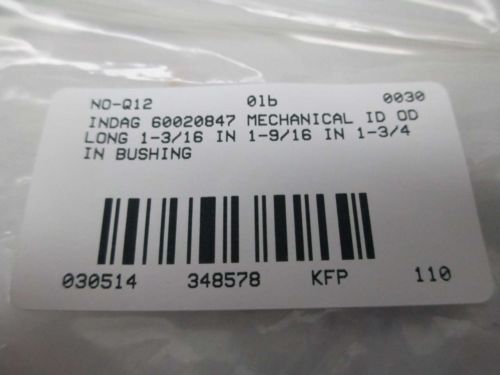 NO-Q12 01b 0030
INDAG 60020847 MECHANICAL ID OD
LONG 1-3/16 IN 1-9/16 IN 1-3/4
IN BUSHING
030514 348578 KFP 110